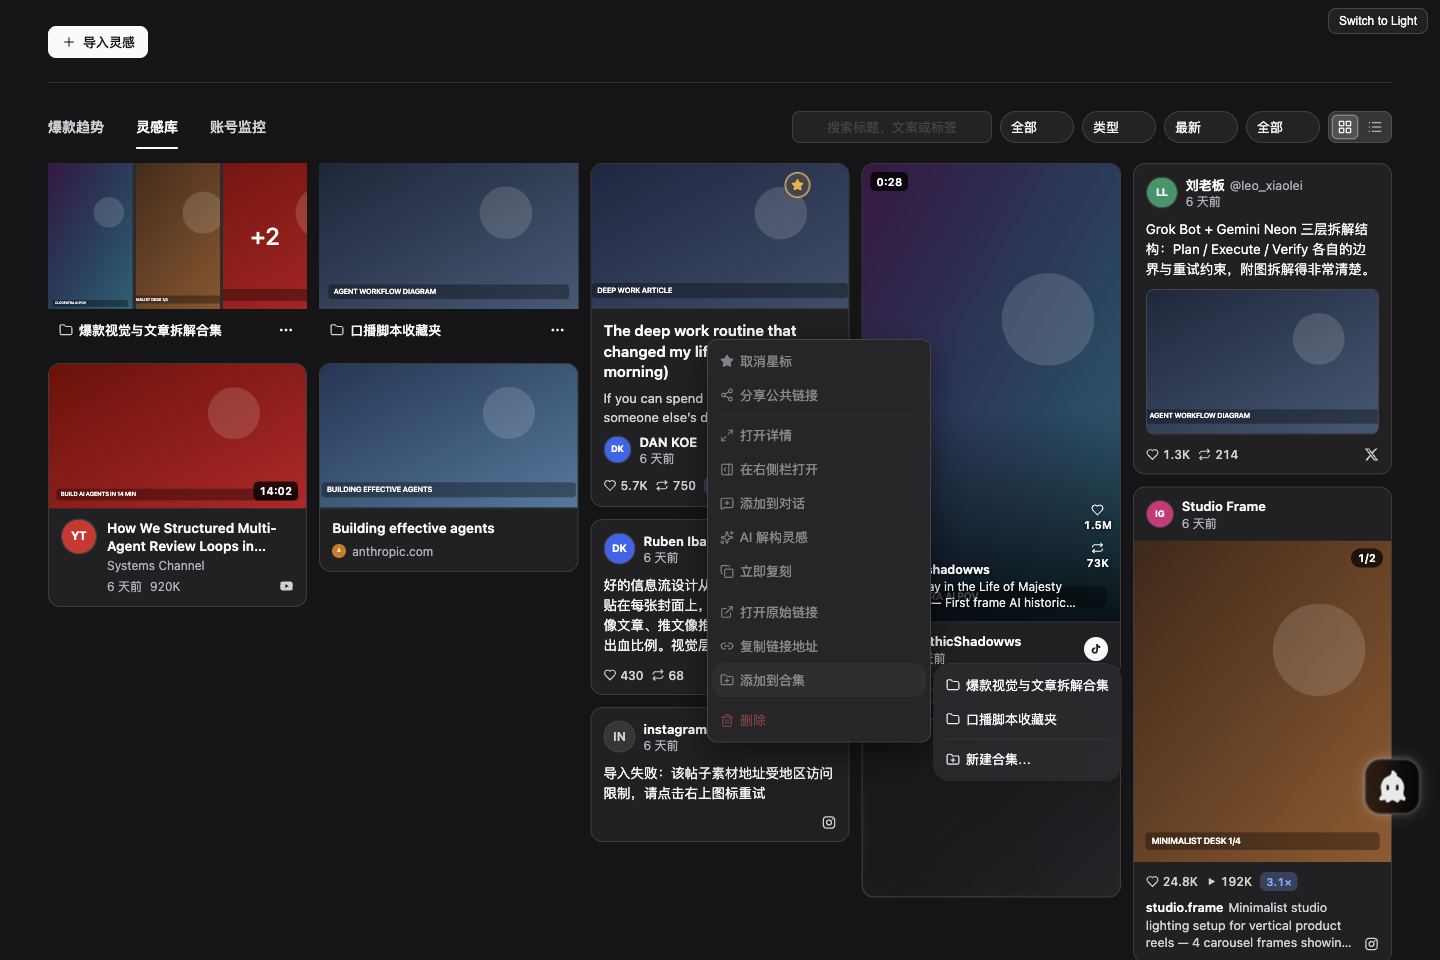 Switch to Light
导入灵感
爆款趋势
灵感库
账号监控
搜索标题、文案或标签
全部
类型
最新
全部
CLEOPATRA AI POV
MALIST DESK 1/4
+2
爆款视觉与文章拆解合集
AGENT WORKFLOW DIAGRAM
口播脚本收藏夹
BUILD AI AGENTS IN 14 MIN
14:02
YT
How We Structured Multi-
Agent Review Loops in...
Systems Channel
6 天前 920K
BUILDING EFFECTIVE AGENTS
Building effective agents
anthropic.com
DEEP WORK ARTICLE
The deep work routine that
changed my lif
morning)
If you can spend
someone else's d
DK
DAN KOE
6 天前
5.7K 750
DK
Ruben Iba
6 天前
好的信息流设计从
贴在每张封面上，
像文章、推文像推
出血比例。视觉层
430 68
IN
instagram
6 天前
导入失败：该帖子素材地址受地区访问
限制，请点击右上图标重试
取消星标
分享公共链接
打开详情
在右侧栏打开
添加到对话
AI 解构灵感
立即复刻
打开原始链接
复制链接地址
添加到合集
删除
爆款视觉与文章拆解合集
口播脚本收藏夹
新建合集...
0:28
1.5M
73K
shadowws
ay in the Life of Majesty
— First frame AI historic...
RA AI POV
thicShadowws
天前
LL
刘老板 @leo_xiaolei
6 天前
Grok Bot + Gemini Neon 三层拆解结
构：Plan / Execute / Verify 各自的边
界与重试约束，附图拆解得非常清楚。
AGENT WORKFLOW DIAGRAM
1.3K 214
IG
Studio Frame
6 天前
1/2
MINIMALIST DESK 1/4
24.8K 192K 3.1×
studio.frame Minimalist studio
lighting setup for vertical product
reels — 4 carousel frames showin...